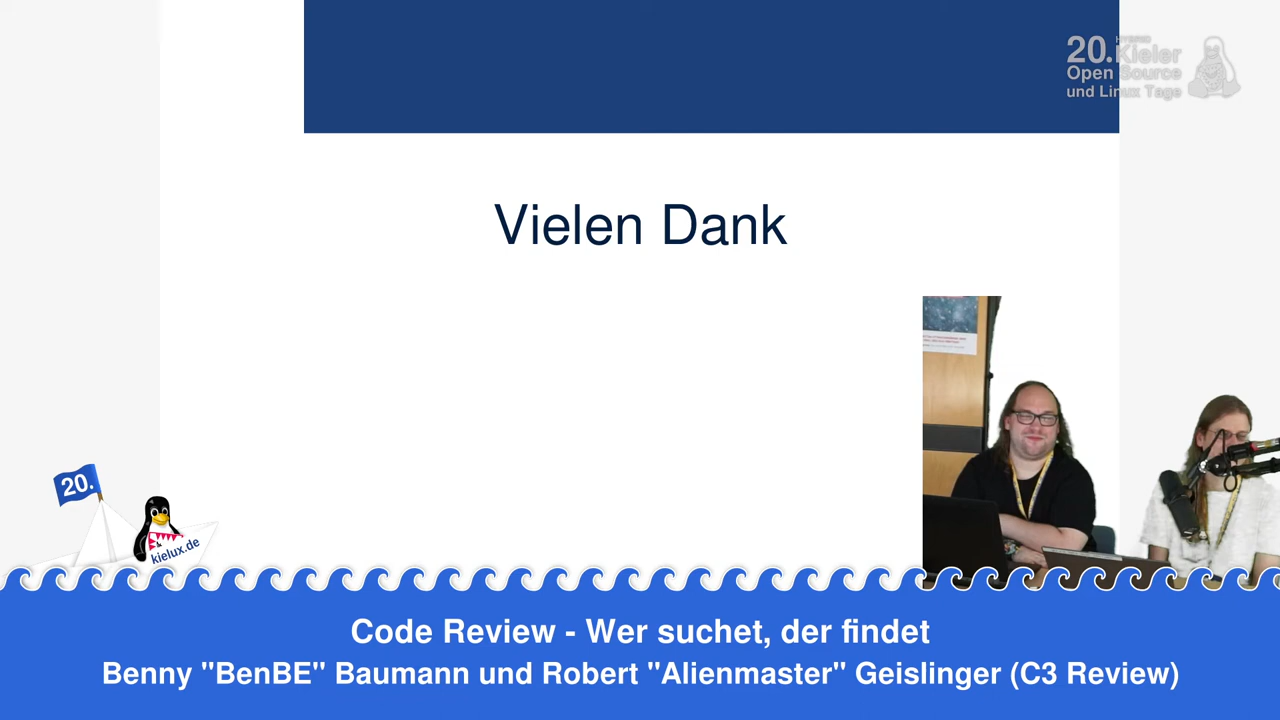 HYBRID
20. Kieler
Open Source
und Linux Tage
Vielen Dank
20.
kielux.de
Code Review - Wer suchet, der findet
Benny "BenBE" Baumann und Robert "Alienmaster" Geislinger (C3 Review)